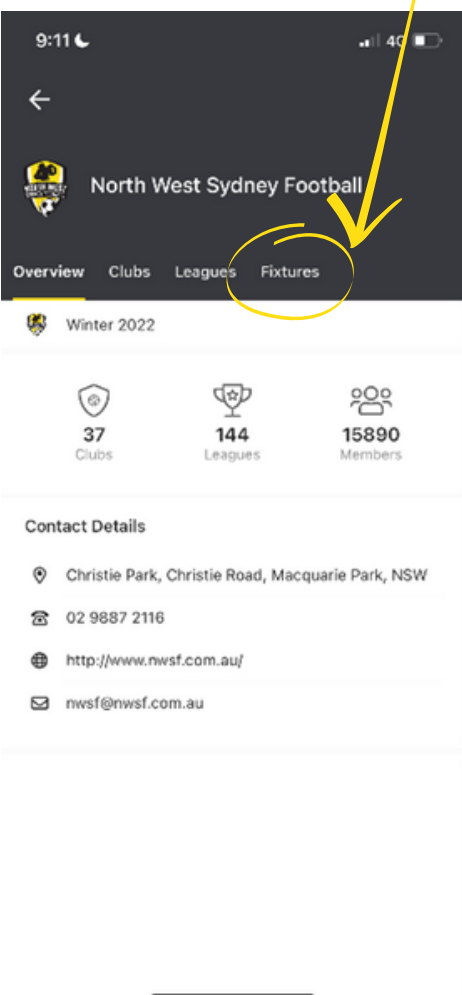 9:11
4G
North West Sydney Football
Overview Clubs Leagues Fixtures
Winter 2022
37 144 15890
Clubs Leagues Members
Contact Details
Christie Park, Christie Road, Macquarie Park, NSW
02 9887 2116
http://www.nwsf.com.au/
nwsf@nwsf.com.au